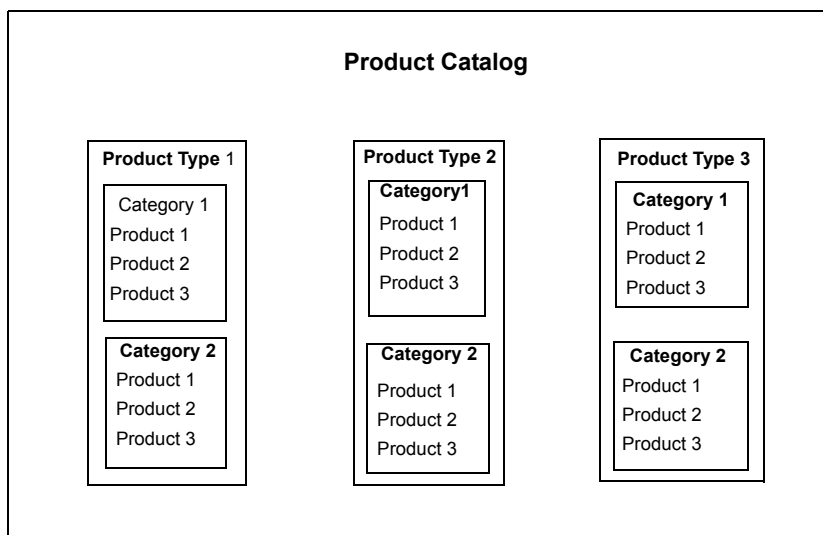 Product Catalog
Product Type 1
Category 1
Product 1
Product 2
Product 3
Category 2
Product 1
Product 2
Product 3
Product Type 2
Category1
Product 1
Product 2
Product 3
Category 2
Product 1
Product 2
Product 3
Product Type 3
Category 1
Product 1
Product 2
Product 3
Category 2
Product 1
Product 2
Product 3